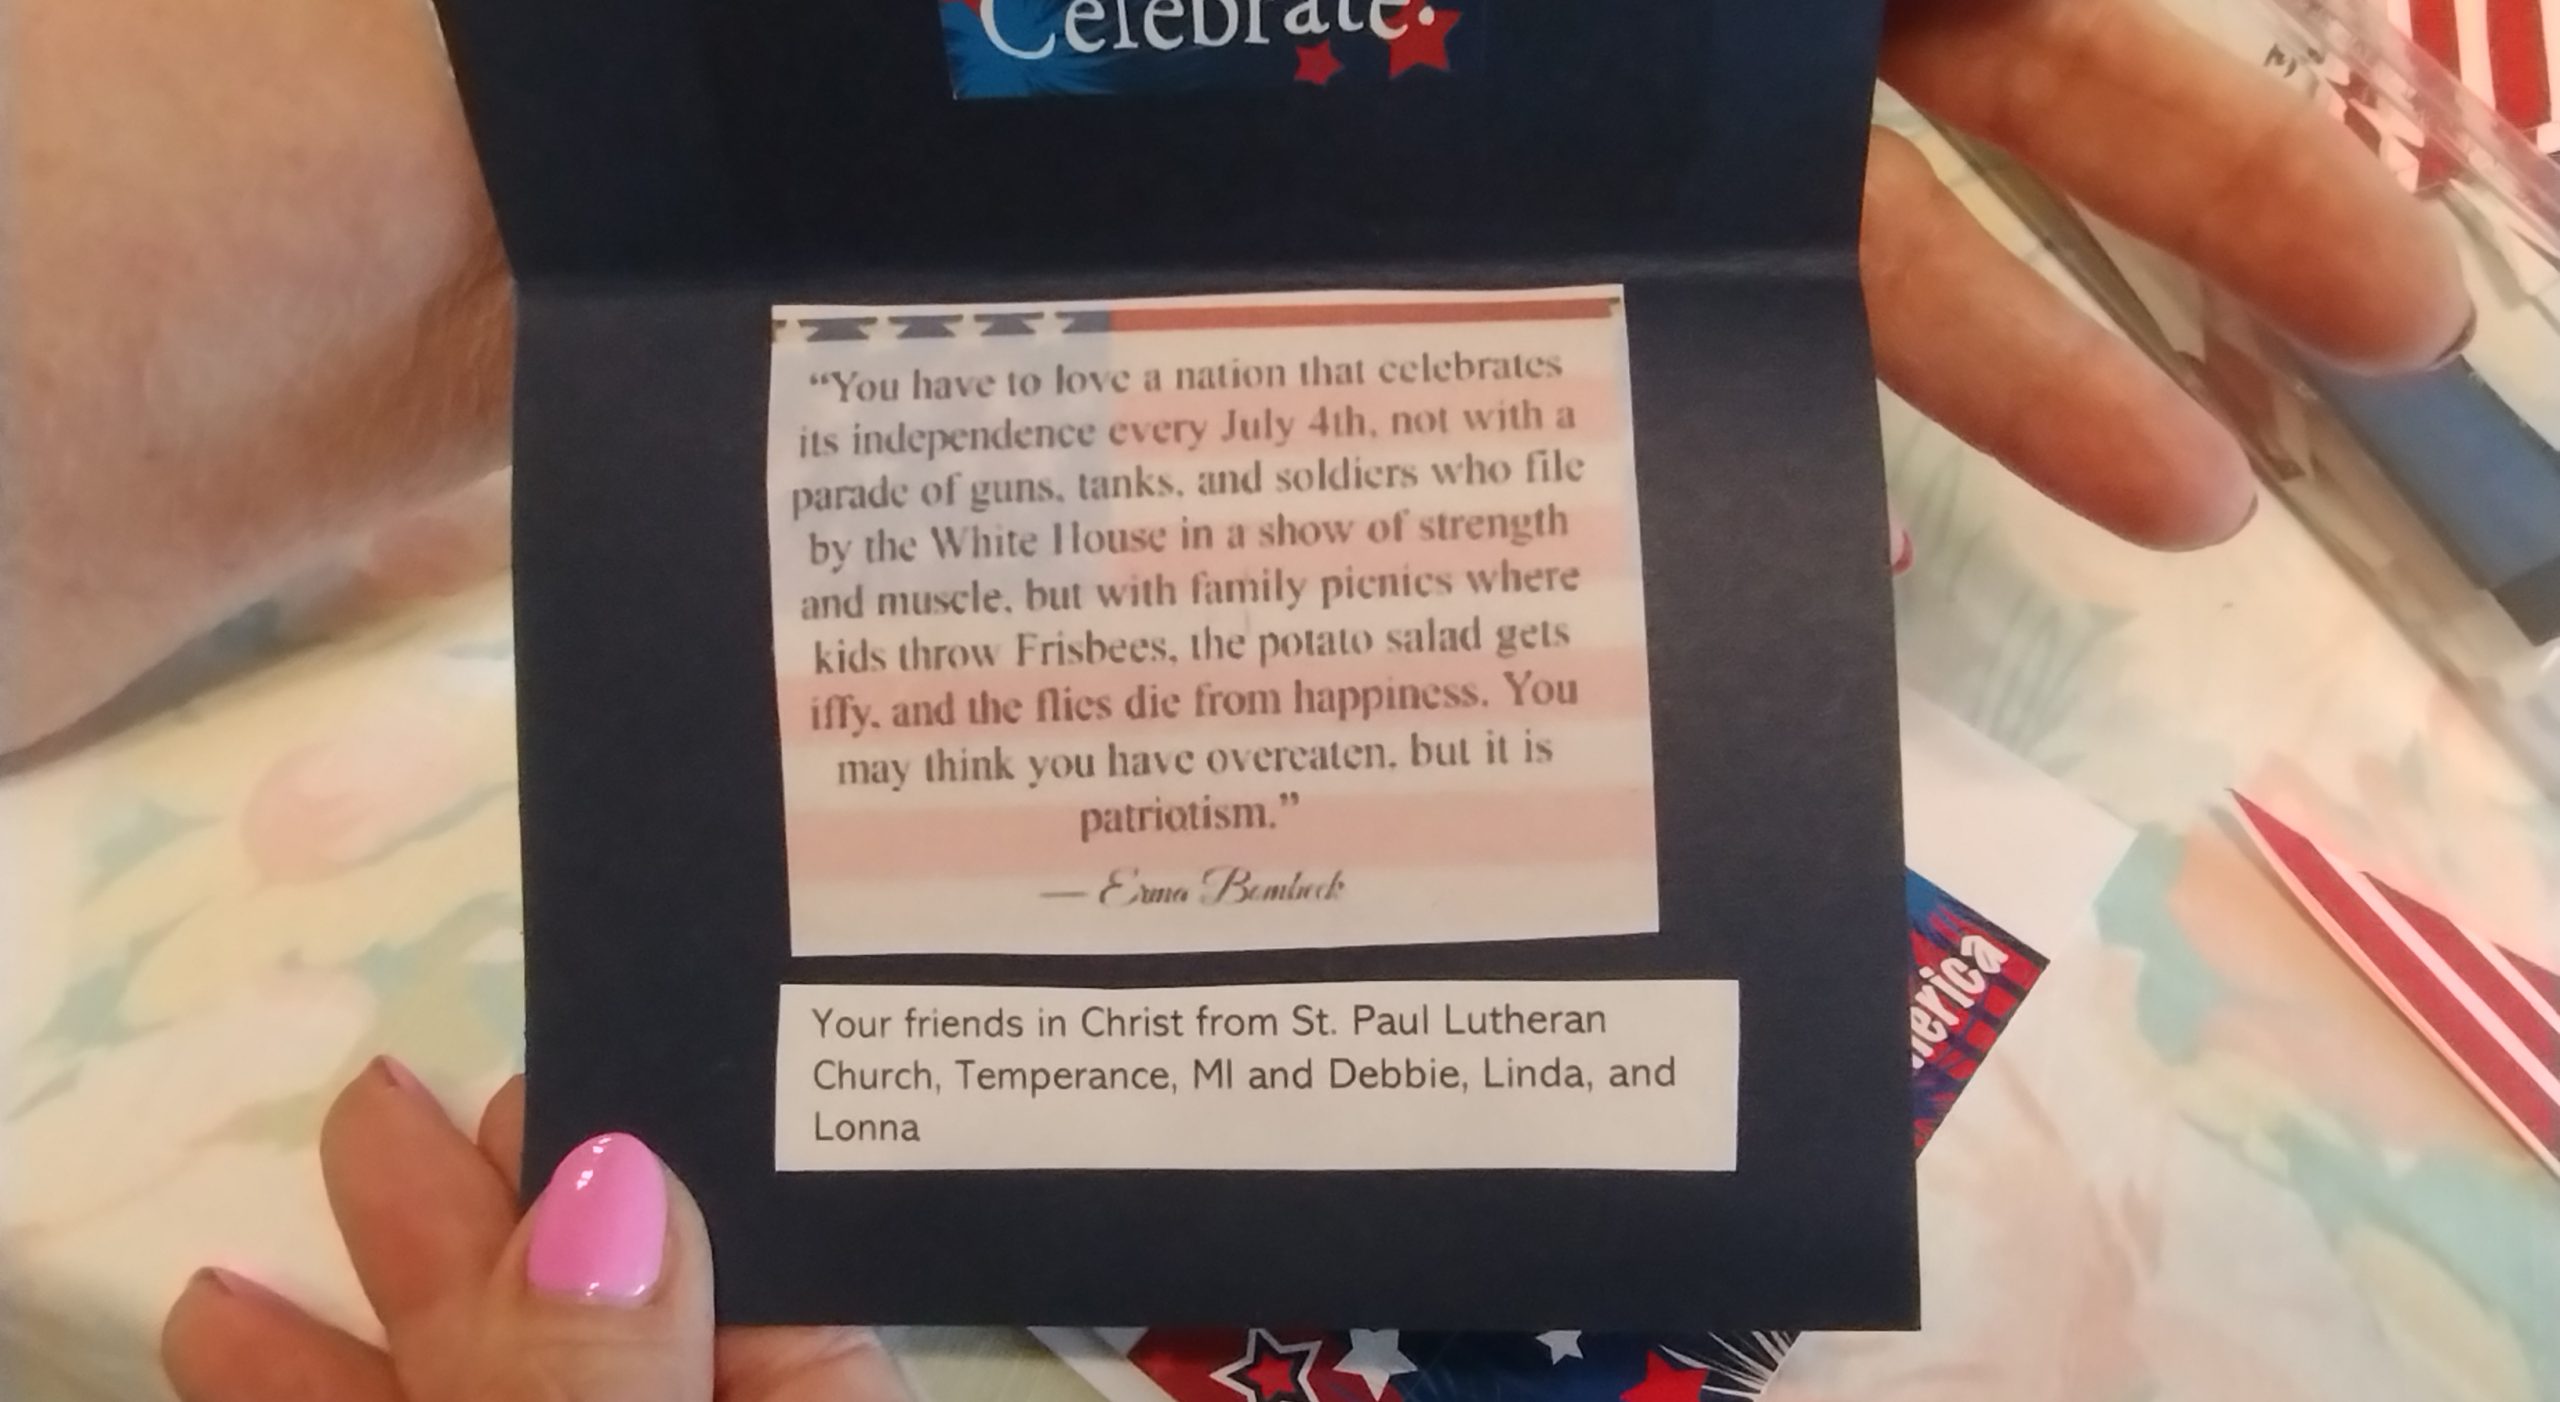 Celebrate.
“You have to love a nation that celebrates
its independence every July 4th, not with a
parade of guns, tanks, and soldiers who file
by the White House in a show of strength
and muscle, but with family picnics where
kids throw Frisbees, the potato salad gets
iffy, and the flies die from happiness. You
may think you have overeaten, but it is
patriotism.”
— Erma Bombeck
Your friends in Christ from St. Paul Lutheran
Church, Temperance, MI and Debbie, Linda, and
Lonna
erica